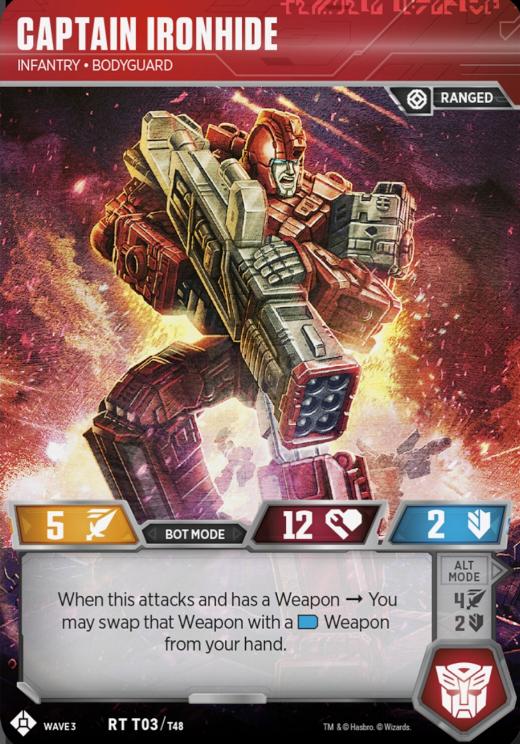 CAPTAIN IRONHIDE
INFANTRY • BODYGUARD
RANGED
5
BOT MODE
12
2
ALT
MODE
4
2
When this attacks and has a Weapon → You
may swap that Weapon with a Weapon
from your hand.
WAVE 3
RT T03/T48
TM & © Hasbro. © Wizards.